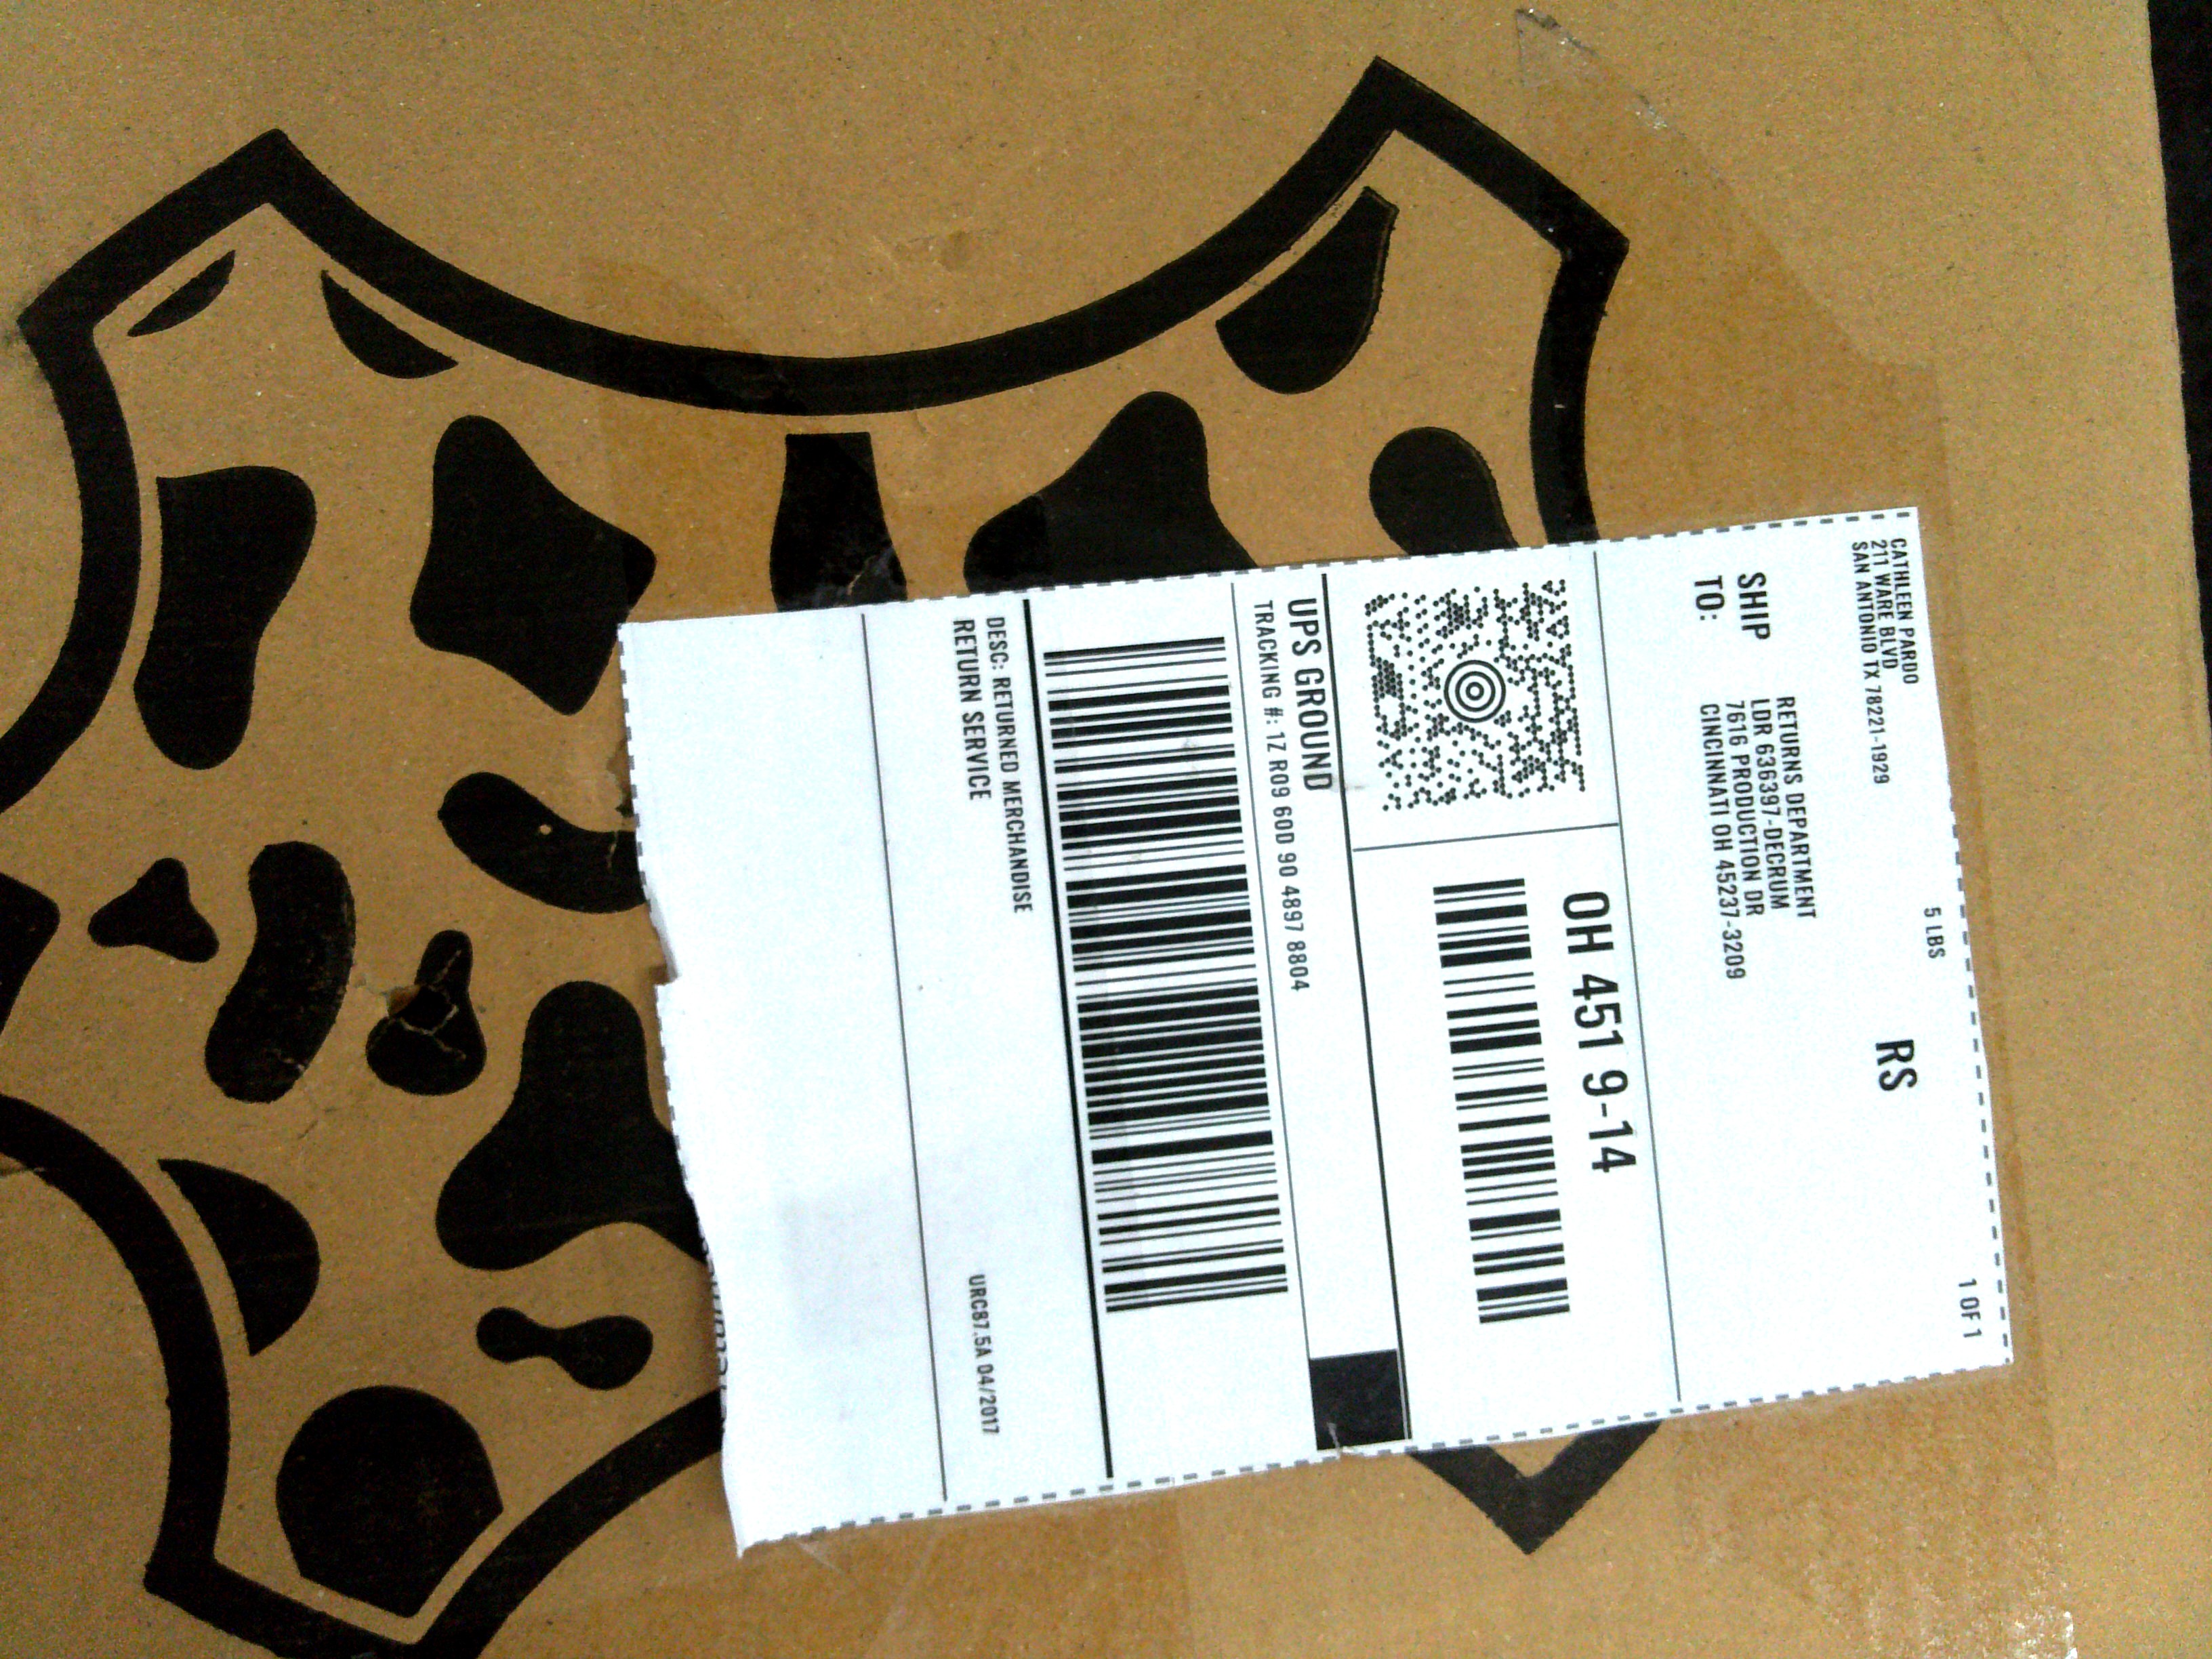 CATHLEEN PARDO
211 WARE BLVD
SAN ANTONIO TX 78221-1929
5 LBS
1 OF 1
RS
SHIP
TO:
RETURNS DEPARTMENT
LDR 636397-DECRUM
7616 PRODUCTION DR
CINCINNATI OH 45237-3209
OH 451 9-14
UPS GROUND
TRACKING #: 1Z R09 60D 90 4897 8804
DESC: RETURNED MERCHANDISE
RETURN SERVICE
URC87.5A 04/2017